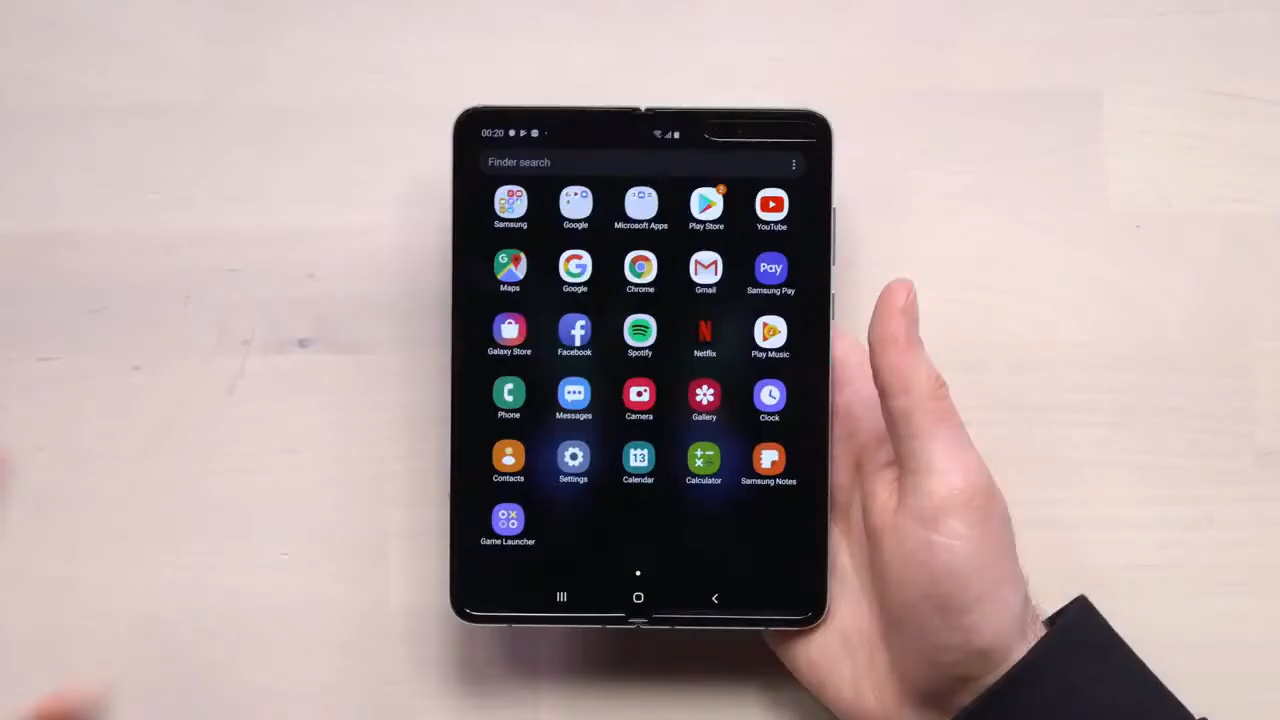 00:20
Finder search
Samsung Google Microsoft Apps Play Store YouTube
2
Maps Google Chrome Gmail Samsung Pay
Pay
Galaxy Store Facebook Spotify Netflix Play Music
Phone Messages Camera Gallery Clock
13
Contacts Settings Calendar Calculator Samsung Notes
Game Launcher